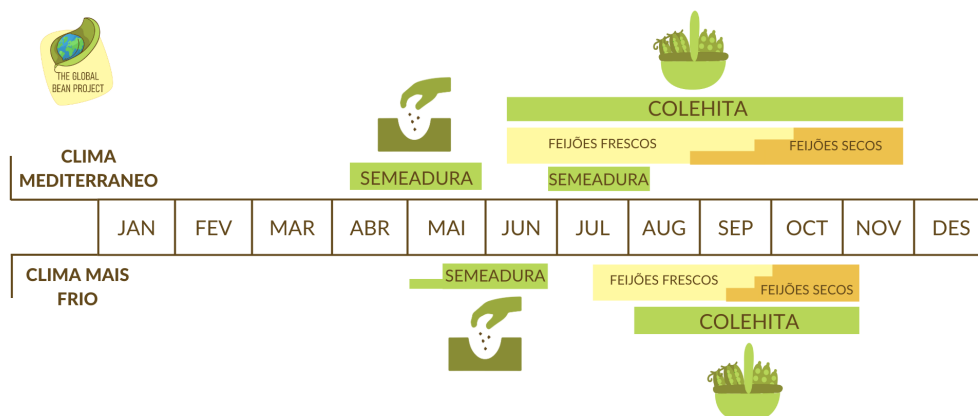 THE GLOBAL
BEAN PROJECT
COLEHITA
FEIJÕES FRESCOS
FEIJÕES SECOS
CLIMA
MEDITERRANEO
SEMEADURA
SEMEADURA
JAN FEV MAR ABR MAI JUN JUL AUG SEP OCT NOV DES
CLIMA MAIS
FRIO
SEMEADURA
FEIJÕES FRESCOS
FEIJÕES SECOS
COLEHITA